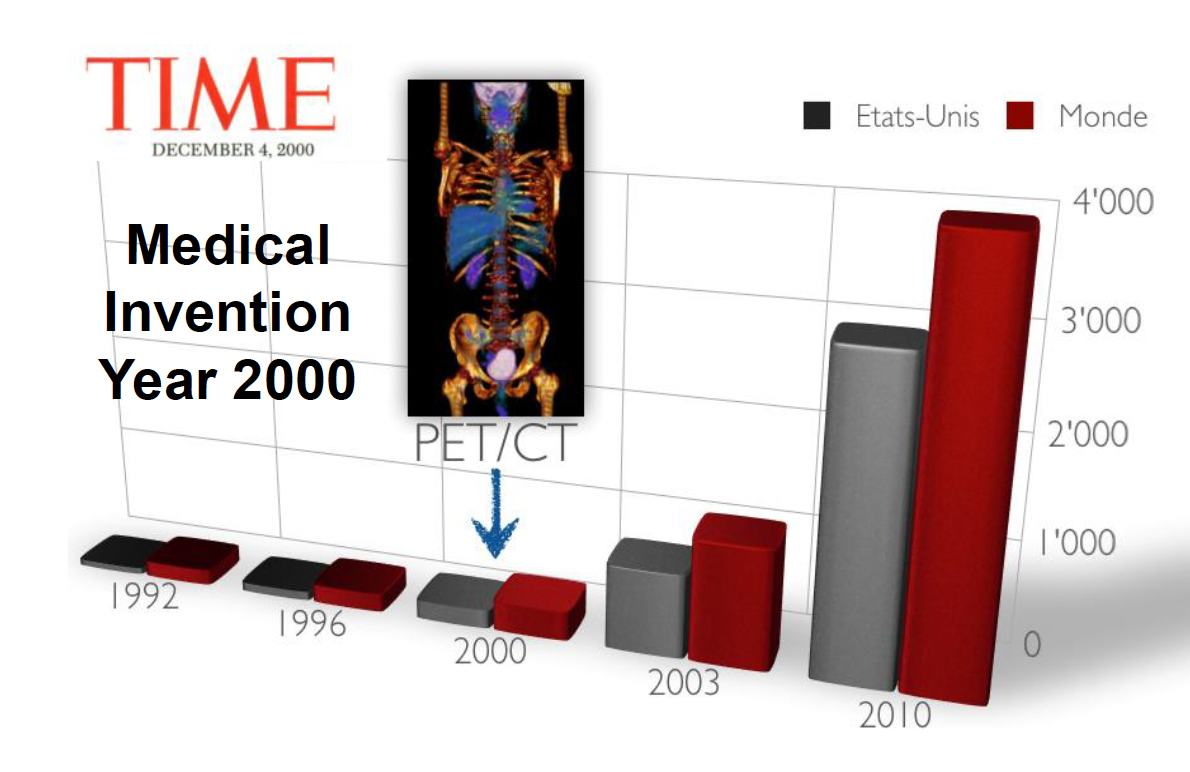 TIME
DECEMBER 4, 2000
Medical
Invention
Year 2000
PET/CT
Etats-Unis
Monde
4'000
3'000
2'000
1'000
0
1992
1996
2000
2003
2010